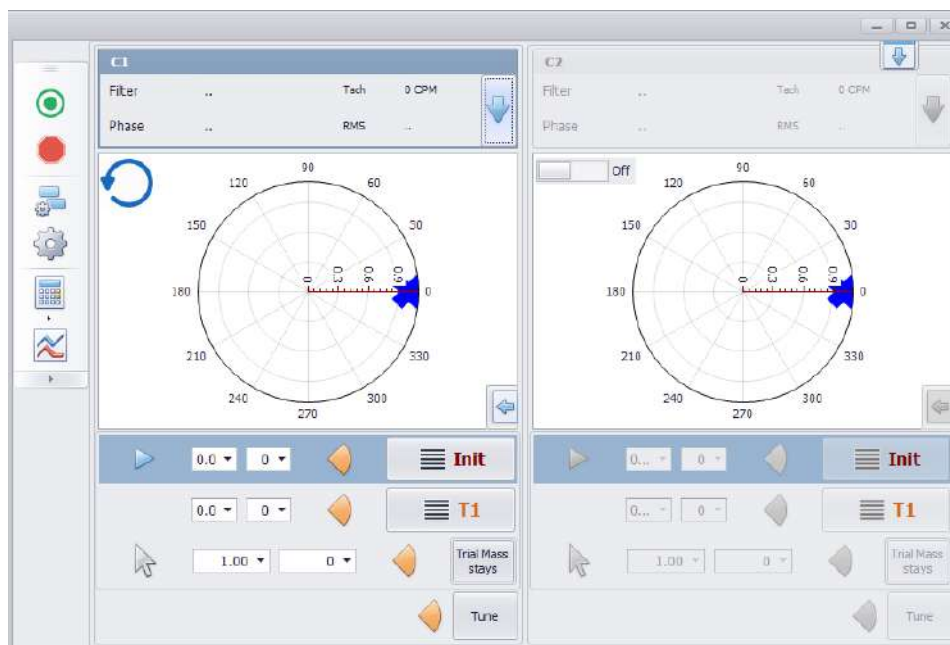 C1
Filter .. Tach 0 CPM
Phase .. RMS
90
120 60
150 30
180 0 0.3 0.6 0.9 0
210 330
240 300
270
0.0 0 Init
0.0 0 T1
1.00 0 Trial Mass
stays
Tune
C2
Filter .. Tach 0 CPM
Phase .. RMS ..
Off
90
120 60
150 30
180 0 0.3 0.6 0.9 0
210 330
240 300
270
0... 0 Init
0... 0 T1
1.00 0 Trial Mass
stays
Tune